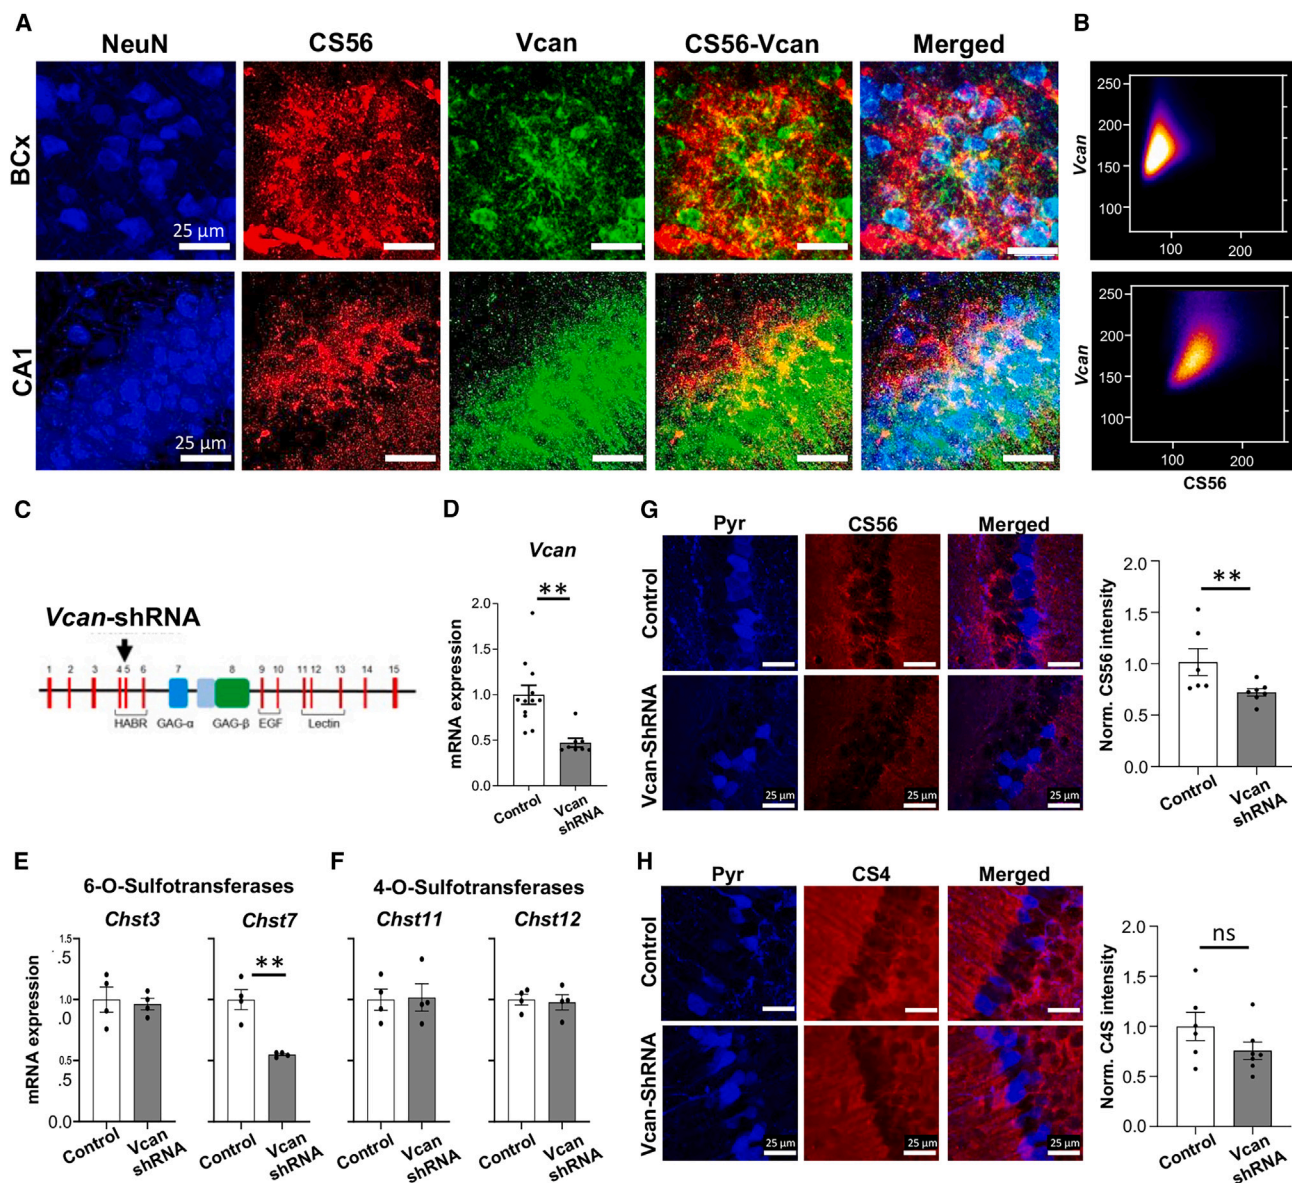 A
B
NeuN
CS56
Vcan
CS56-Vcan
Merged
BCx
25 µm
CA1
25 µm
Vcan
250
200
150
100
100
200
Vcan
250
200
150
100
100
200
CS56
C
Vcan-shRNA
1 2 3 4 5 6 7 8 9 10 11 12 13 14 15
HABR GAG-α GAG-β EGF Lectin
D
Vcan
**
mRNA expression
2.0
1.5
1.0
0.5
0.0
Control
Vcan
shRNA
G
Pyr
CS56
Merged
Control
Vcan-ShRNA
25 µm
25 µm
25 µm
Norm. CS56 intensity
**
2.0
1.5
1.0
0.5
0.0
Control
Vcan
shRNA
E
6-O-Sulfotransferases
Chst3
Chst7
**
mRNA expression
1.5
.5
1.0
.0
0.5
.5
0.0
Control
Vcan
shRNA
Control
Vcan
shRNA
F
4-O-Sulfotransferases
Chst11
Chst12
Control
Vcan
shRNA
Control
Vcan
shRNA
H
Pyr
CS4
Merged
Control
Vcan-ShRNA
25 µm
25 µm
25 µm
Norm. C4S intensity
ns
2.0
1.5
1.0
0.5
0.0
Control
Vcan
shRNA